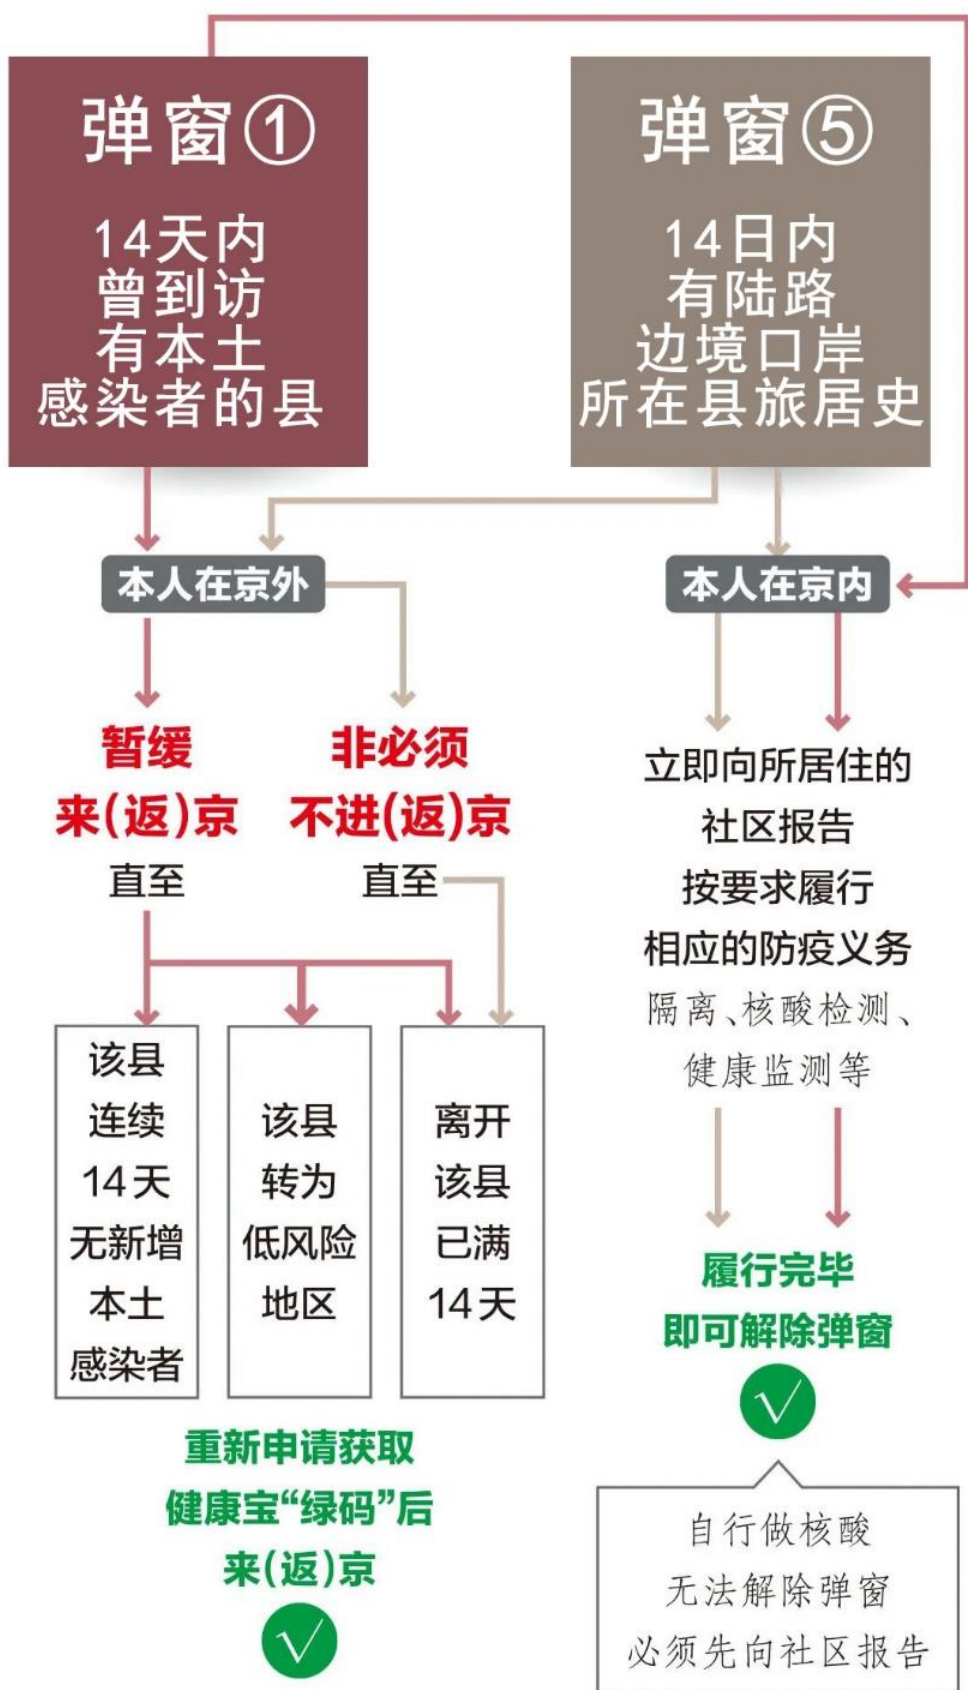 弹窗①
14天内
曾到访
有本土
感染者的县
弹窗⑤
14日内
有陆路
边境口岸
所在县旅居史
本人在京外
本人在京内
暂缓
来(返)京
直至
非必须
不进(返)京
直至
该县
连续
14天
无新增
本土
感染者
该县
转为
低风险
地区
离开
该县
已满
14天
重新申请获取
健康宝“绿码”后
来(返)京
立即向所居住的
社区报告
按要求履行
相应的防疫义务
隔离、核酸检测、
健康监测等
履行完毕
即可解除弹窗
自行做核酸
无法解除弹窗
必须先向社区报告